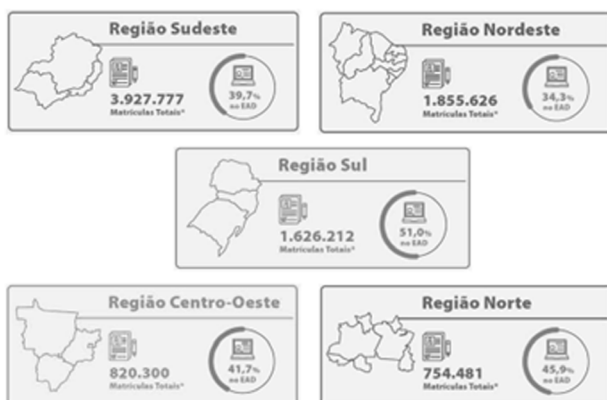 Região Sudeste
3.927.777
Matrículas Totais*
39,7%
no EAD
Região Nordeste
1.855.626
Matrículas Totais*
34,3%
no EAD
Região Sul
1.626.212
Matrículas Totais*
51,0%
no EAD
Região Centro-Oeste
820.300
Matrículas Totais*
41,7%
no EAD
Região Norte
754.481
Matrículas Totais*
45,9%
no EAD